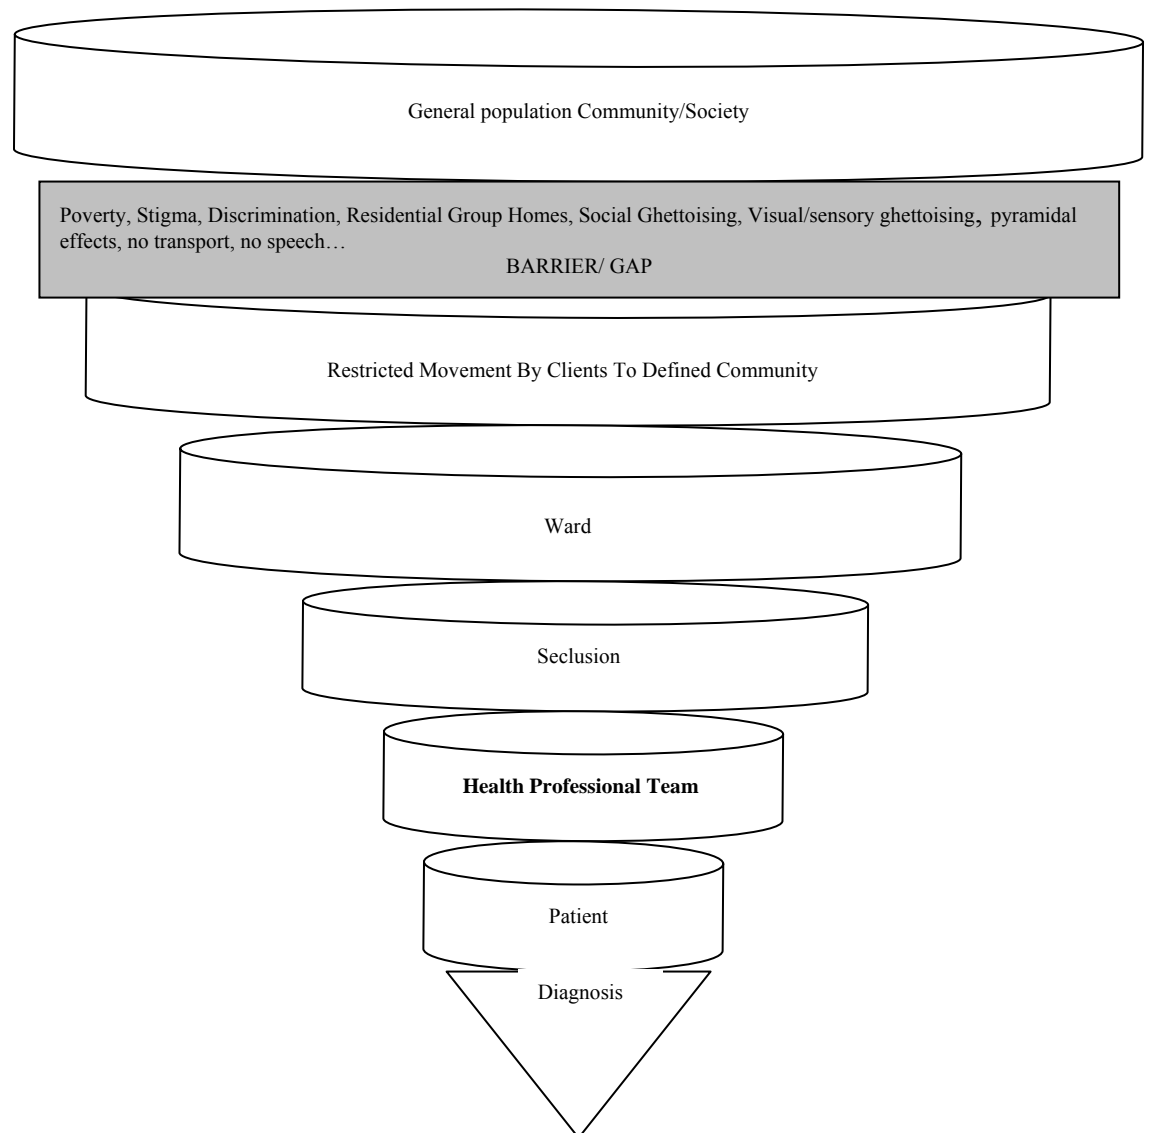 General population Community/Society
Poverty, Stigma, Discrimination, Residential Group Homes, Social Ghettoising, Visual/sensory ghettoising, pyramidal
effects, no transport, no speech…
BARRIER/ GAP
Restricted Movement By Clients To Defined Community
Ward
Seclusion
Health Professional Team
Patient
Diagnosis